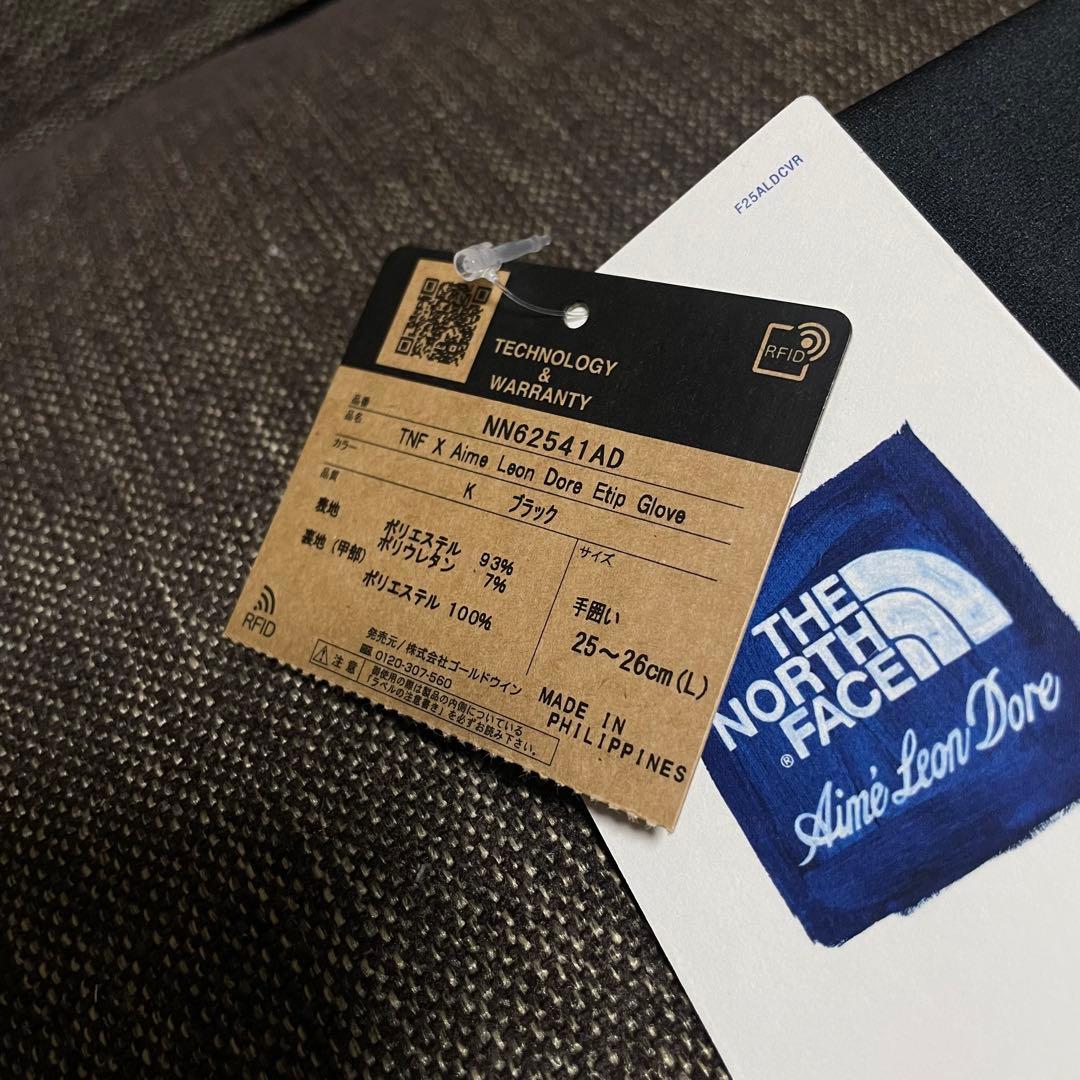 F25ALDCVR
TECHNOLOGY
&
WARRANTY
RFID
品番 NN62541AD
品名 TNF X Aime Leon Dore Etip Glove
カラー K ブラック
品質
表地 ポリエステル 93%
ポリウレタン 7%
裏地(甲部) ポリエステル 100%
サイズ
手囲い
25〜26cm(L)
RFID
発売元/株式会社ゴールドウイン
0120-307-560
注意
御使用の際は製品の内側についている
「ラベルの注意書き」を必ずお読み下さい。
MADE IN
PHILIPPINES
THE
NORTH
FACE
®
Aimé Leon Dore